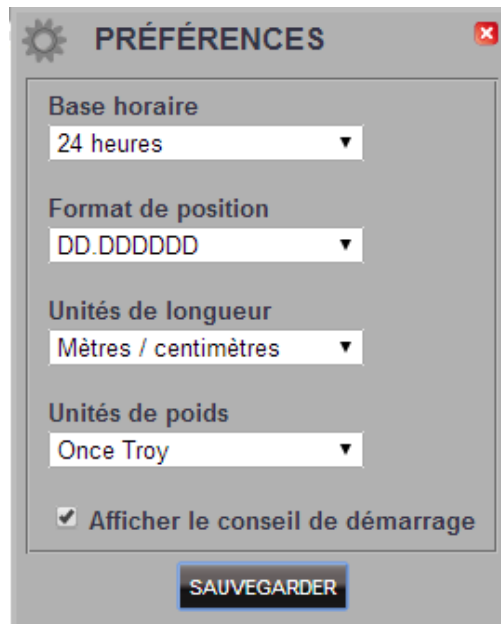 PRÉFÉRENCES
Base horaire
24 heures
Format de position
DD.DDDDDD
Unités de longueur
Mètres / centimètres
Unités de poids
Once Troy
Afficher le conseil de démarrage
SAUVEGARDER